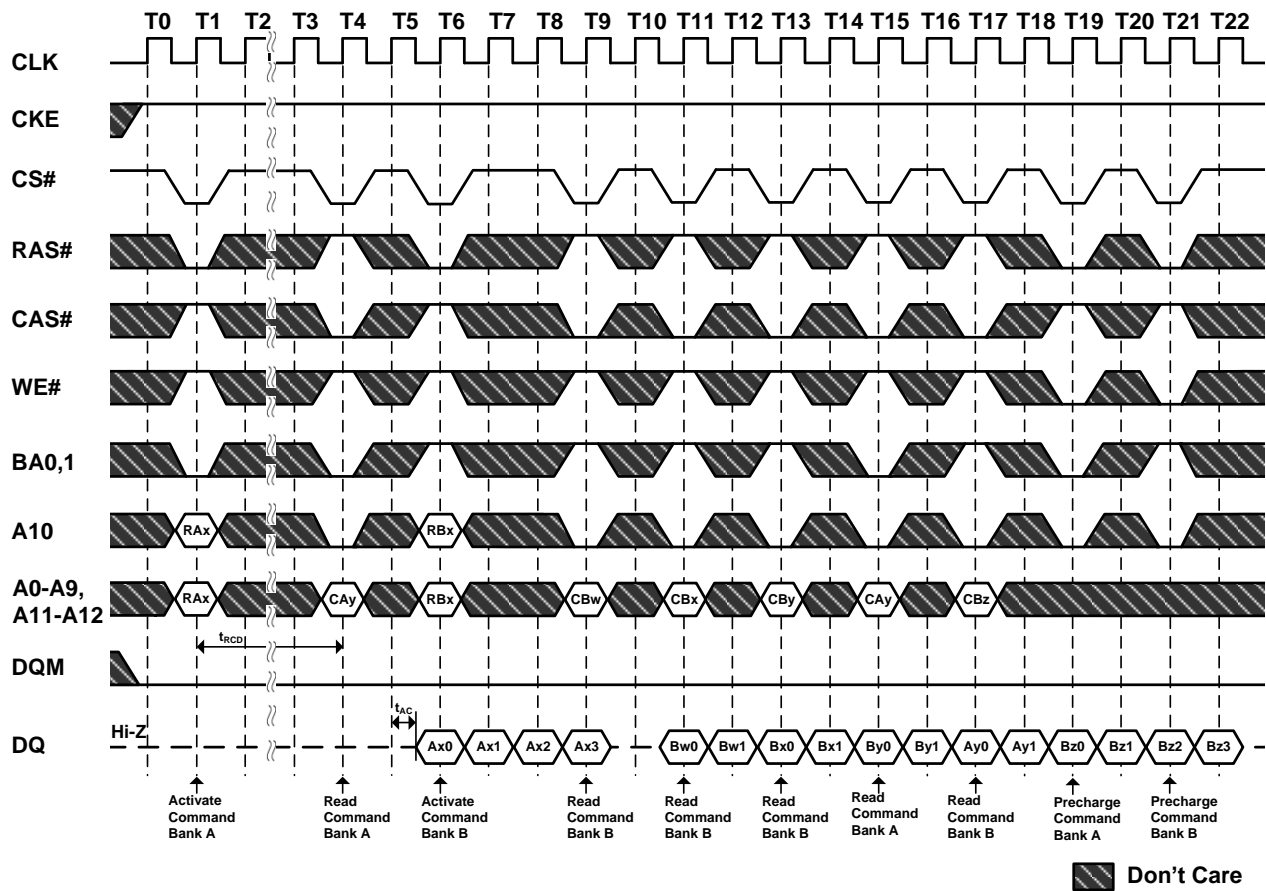 T0 T1 T2 T3 T4 T5 T6 T7 T8 T9 T10 T11 T12 T13 T14 T15 T16 T17 T18 T19 T20 T21 T22
CLK
CKE
CS#
RAS#
CAS#
WE#
BA0,1
A10
RAx RBx
A0-A9,
A11-A12
RAx CAy RBx CBw CBx CBy CAy CBz
tRCD
DQM
tAC
Hi-Z
DQ
Ax0 Ax1 Ax2 Ax3 Bw0 Bw1 Bx0 Bx1 By0 By1 Ay0 Ay1 Bz0 Bz1 Bz2 Bz3
Activate
Command
Bank A
Read
Command
Bank A
Activate
Command
Bank B
Read
Command
Bank B
Read
Command
Bank B
Read
Command
Bank B
Read
Command
Bank A
Read
Command
Bank B
Precharge
Command
Bank A
Precharge
Command
Bank B
Don't Care